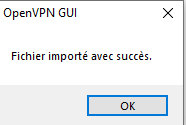 OpenVPN GUI
Fichier importé avec succès.
OK